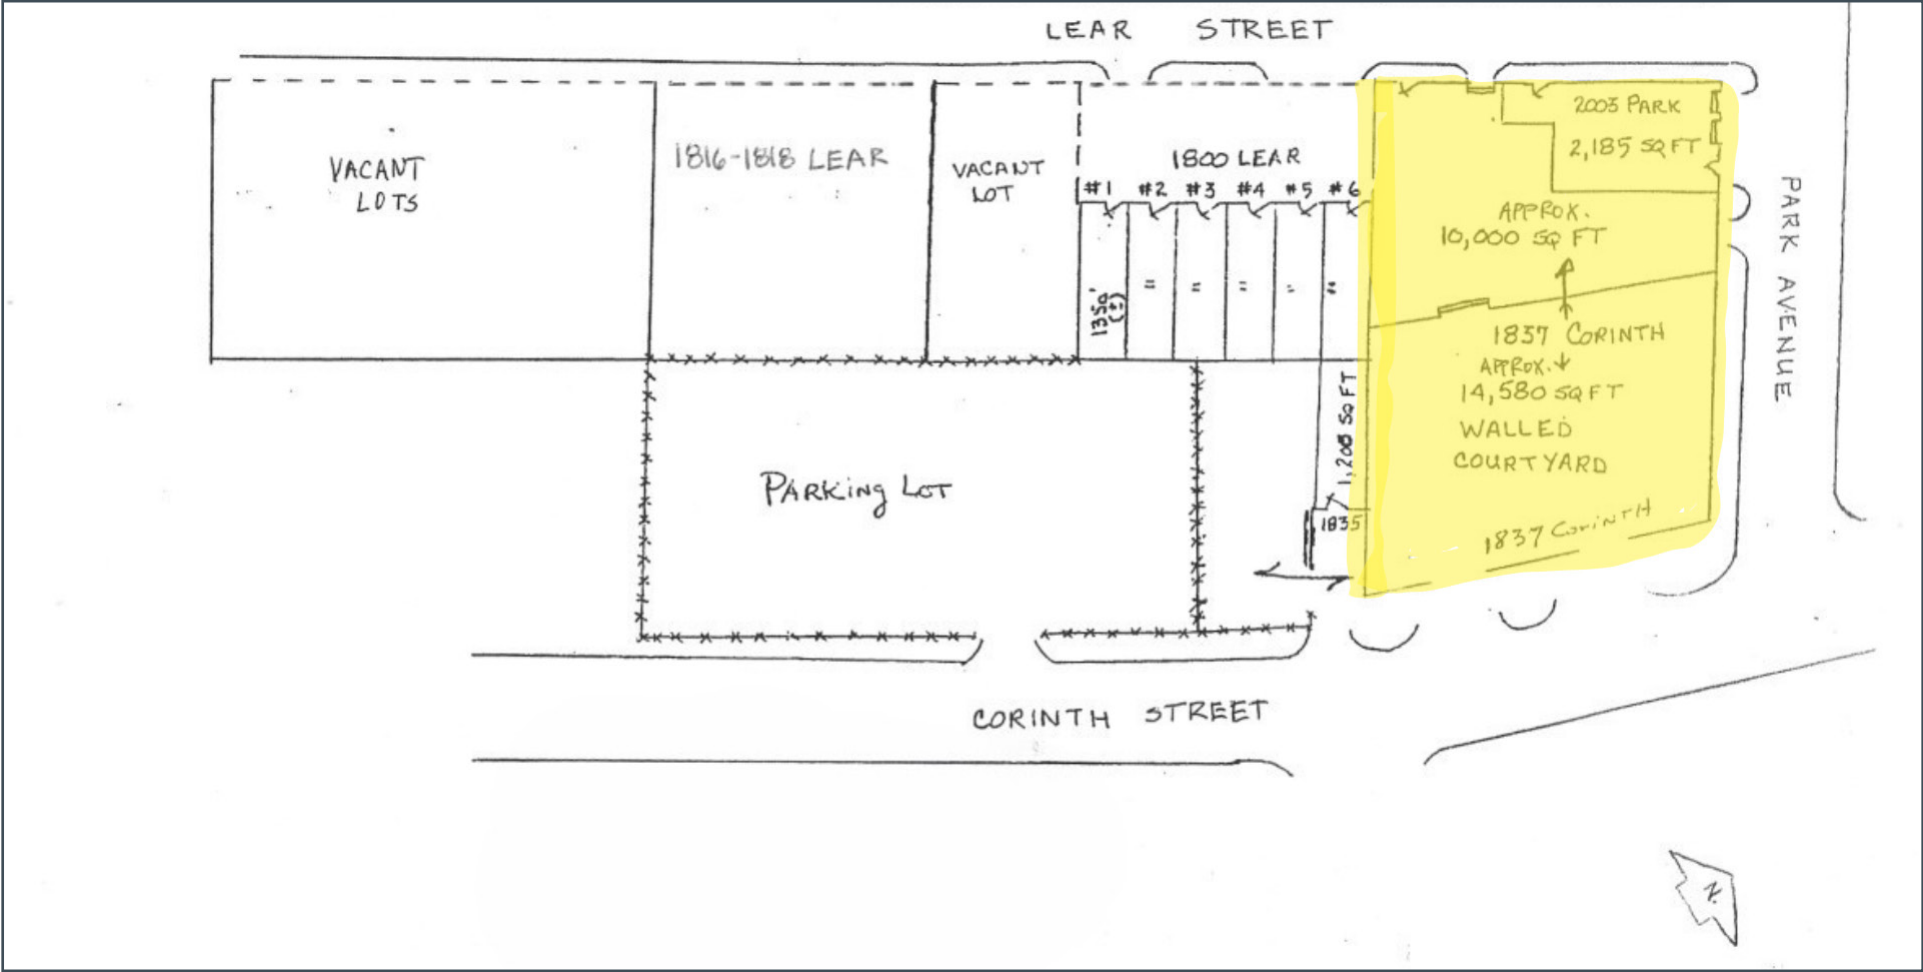 LEAR STREET
VACANT
LOTS
1816-1818 LEAR
VACANT
LOT
1800 LEAR
#1 #2 #3 #4 #5 #6
1350'
(±)
" " " " "
1,200 SQ FT
1835
2003 PARK
2,185 SQ FT
APPROX.
10,000 SQ FT
1837 CORINTH
APPROX.
14,580 SQ FT
WALLED
COURTYARD
1837 CORINTH
PARK AVENUE
PARKING LOT
CORINTH STREET
N.